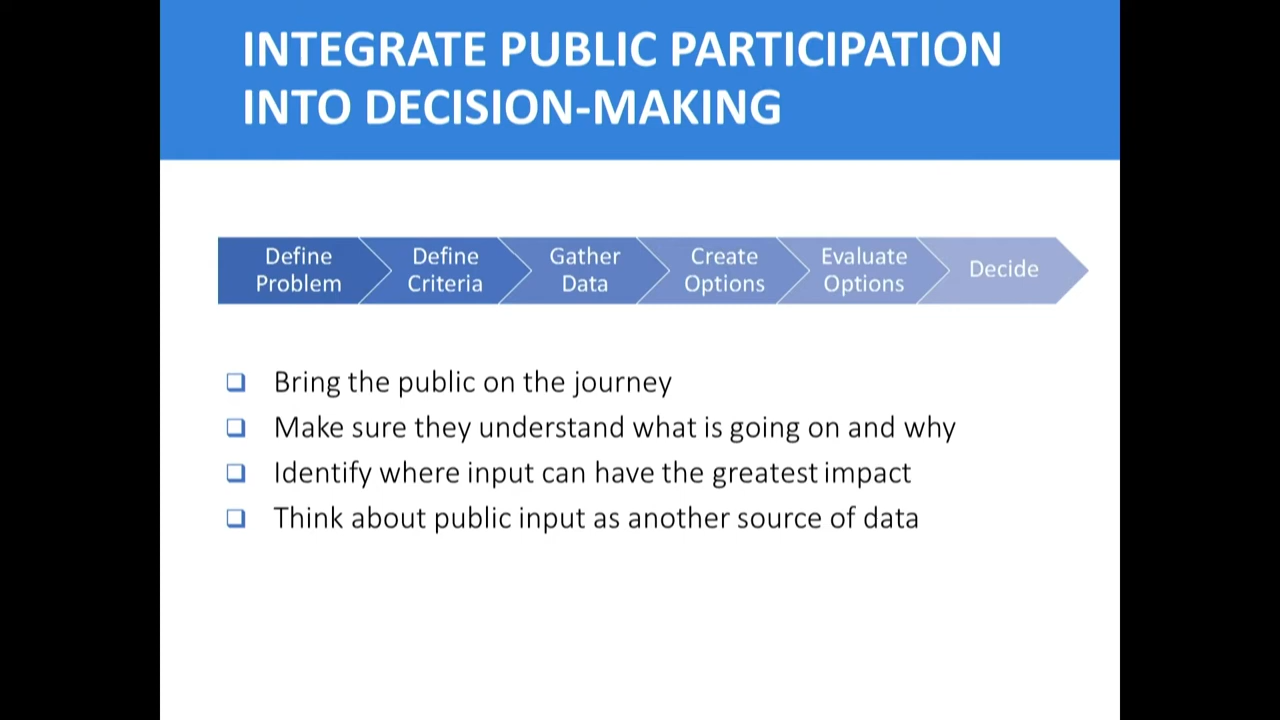 INTEGRATE PUBLIC PARTICIPATION
INTO DECISION-MAKING
Define
Problem
Define
Criteria
Gather
Data
Create
Options
Evaluate
Options
Decide
Bring the public on the journey
Make sure they understand what is going on and why
Identify where input can have the greatest impact
Think about public input as another source of data